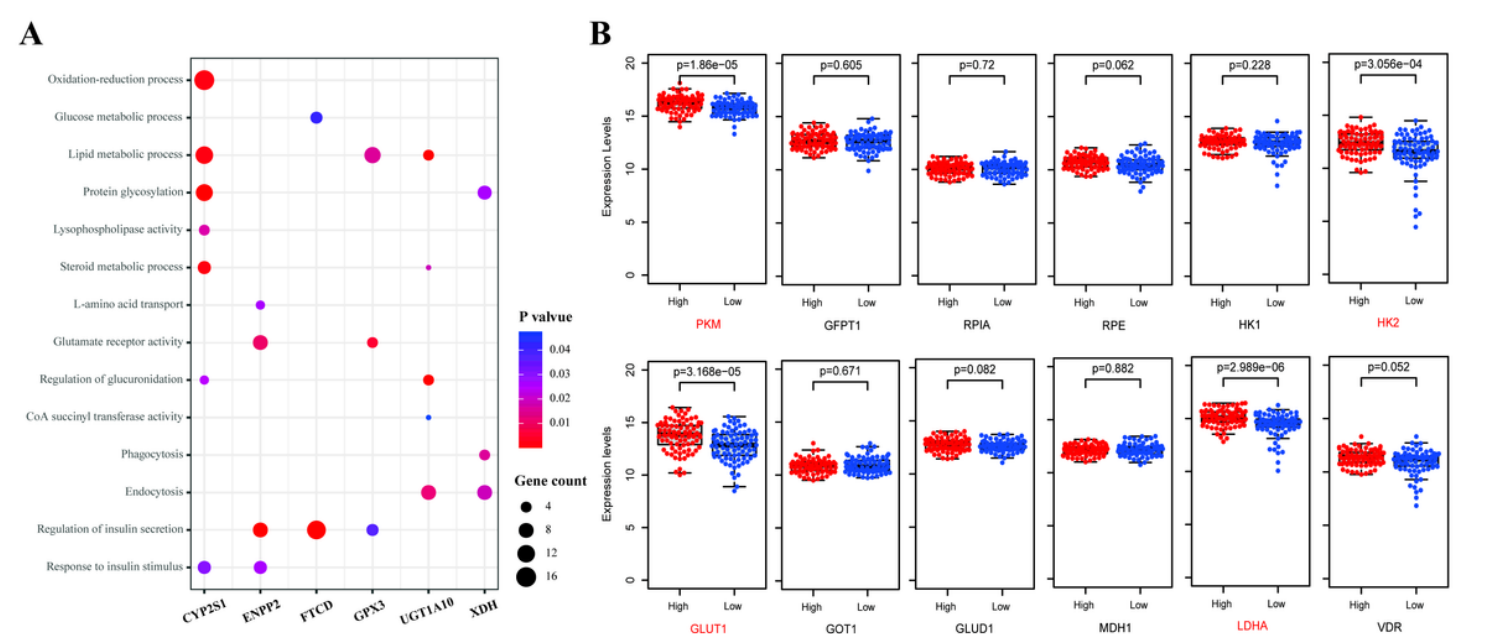 A
Oxidation-reduction process
Glucose metabolic process
Lipid metabolic process
Protein glycosylation
Lysophospholipase activity
Steroid metabolic process
L-amino acid transport
Glutamate receptor activity
Regulation of glucuronidation
CoA succinyl transferase activity
Phagocytosis
Endocytosis
Regulation of insulin secretion
Response to insulin stimulus
CYP2S1 ENPP2 FTCD GPX3 UGT1A10 XDH
P valvue
0.04
0.03
0.02
0.01
Gene count
4
8
12
16
B
Expression Levels
20
15
10
5
0
p=1.86e-05 p=0.605 p=0.72 p=0.062 p=0.228 p=3.056e-04
High Low High Low High Low High Low High Low High Low
PKM GFPT1 RPIA RPE HK1 HK2
Expression levels
20
15
10
5
0
p=3.168e-05 p=0.671 p=0.082 p=0.882 p=2.989e-06 p=0.052
High Low High Low High Low High Low High Low High Low
GLUT1 GOT1 GLUD1 MDH1 LDHA VDR